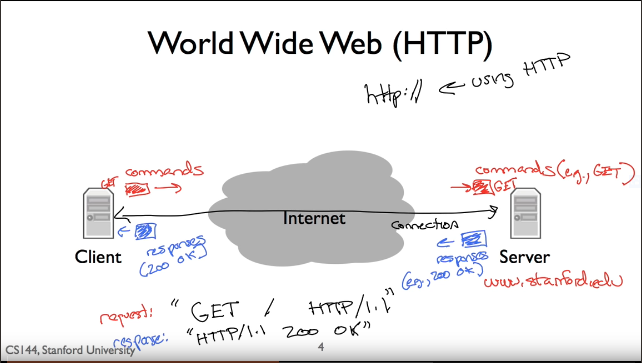 World Wide Web (HTTP)
http:// ← using HTTP
GET commands
commands (e.g., GET)
GET
Internet
connection
Client
responses
(200 OK)
Server
responses
(e.g., 200 OK)
www.stanford.edu
request: "GET / HTTP/1.1"
response: "HTTP/1.1 200 OK"
CS144, Stanford University
4